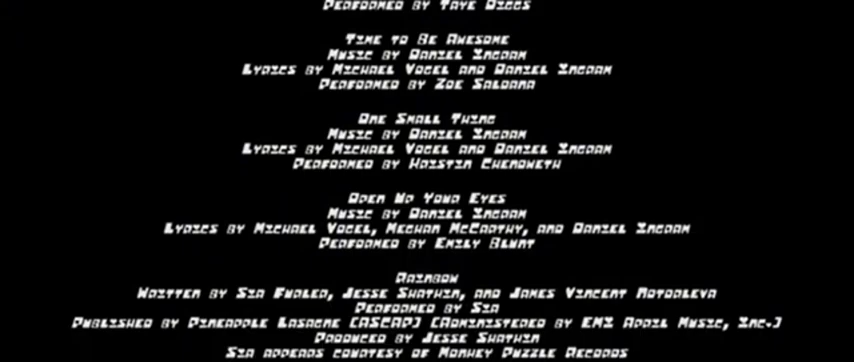 Performed by Taye Diggs
Time to Be Awesome
Music by Daniel Ingram
Lyrics by Michael Vogel and Daniel Ingram
Performed by Zoe Saldana
One Small Thing
Music by Daniel Ingram
Lyrics by Michael Vogel and Daniel Ingram
Performed by Kristin Chenoweth
Open Up Your Eyes
Music by Daniel Ingram
Lyrics by Michael Vogel, Meghan McCarthy, and Daniel Ingram
Performed by Emily Blunt
Rainbow
Written by Sia Furler, Jesse Shatkin, and James Vincent Motorleva
Performed by Sia
Published by Pineapple Lasagne (ASCAP) (Administered by EMI April Music, Inc.)
Produced by Jesse Shatkin
Sia appears courtesy of Monkey Puzzle Records